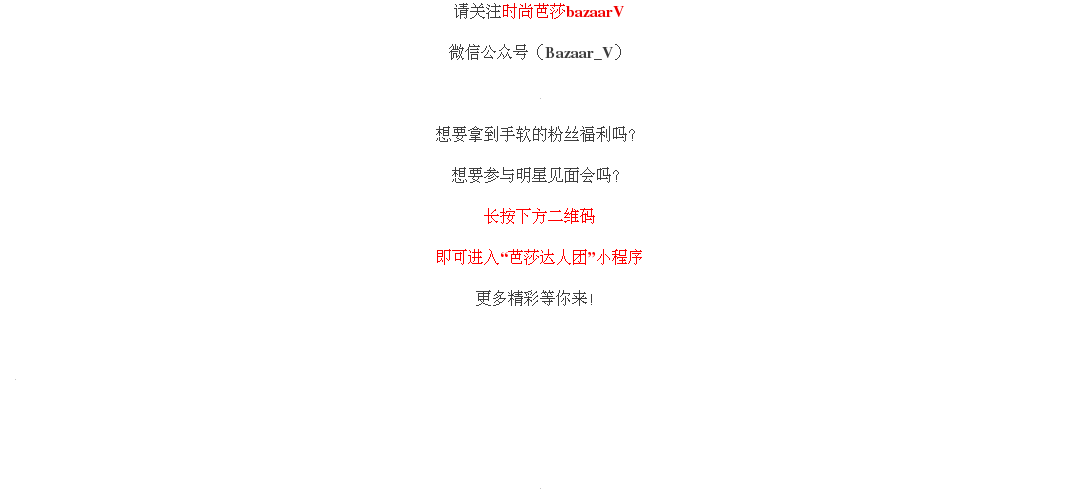 请关注时尚芭莎bazaarV
微信公众号（Bazaar_V）
想要拿到手软的粉丝福利吗?
想要参与明星见面会吗?
长按下方二维码
即可进入“芭莎达人团”小程序
更多精彩等你来!